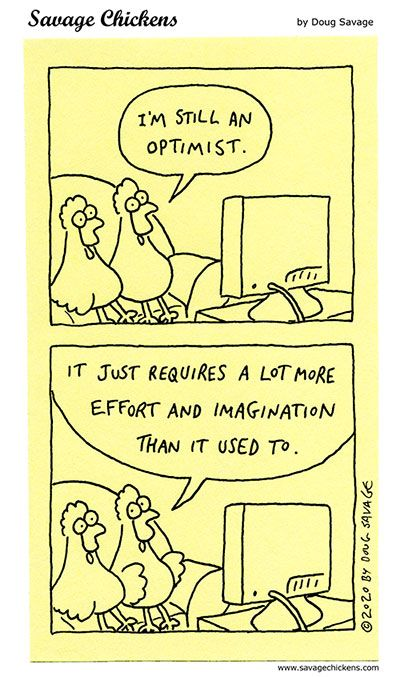 Savage Chickens
by Doug Savage
I'M STILL AN
OPTIMIST.
IT JUST REQUIRES A LOT MORE
EFFORT AND IMAGINATION
THAN IT USED TO.
©2020 BY DOUG SAVAGE
www.savagechickens.com